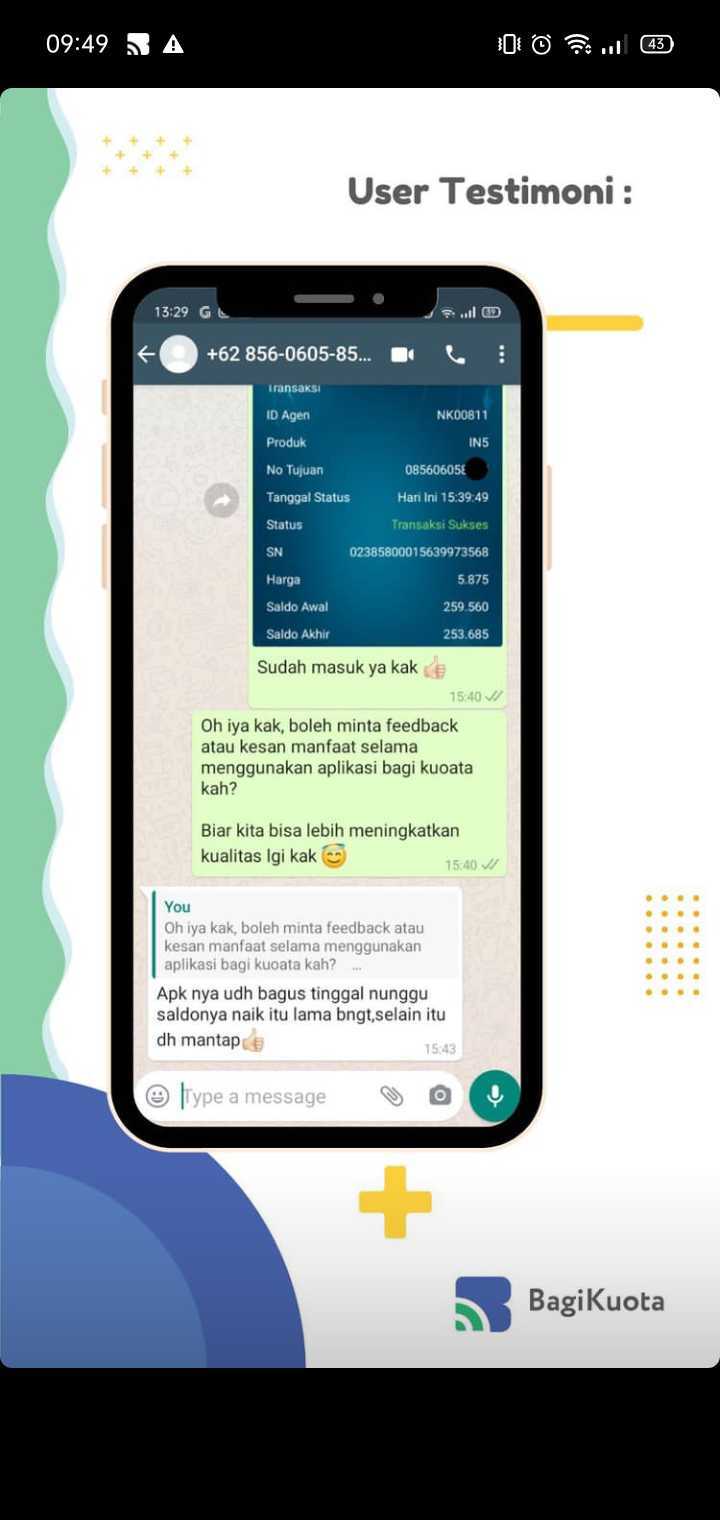 09:49
43
User Testimoni :
13:29 G
39
+62 856-0605-85...
Transaksi
ID Agen NK00811
Produk IN5
No Tujuan 08560605
Tanggal Status Hari Ini 15:39:49
Status Transaksi Sukses
SN 02385800015639973568
Harga 5.875
Saldo Awal 259.560
Saldo Akhir 253.685
Sudah masuk ya kak 👍
15:40
Oh iya kak, boleh minta feedback
atau kesan manfaat selama
menggunakan aplikasi bagi kuoata
kah?
Biar kita bisa lebih meningkatkan
kualitas lgi kak 😇
15:40
You
Oh iya kak, boleh minta feedback atau
kesan manfaat selama menggunakan
aplikasi bagi kuoata kah? ...
Apk nya udh bagus tinggal nunggu
saldonya naik itu lama bngt,selain itu
dh mantap👍
15:43
Type a message
BagiKuota